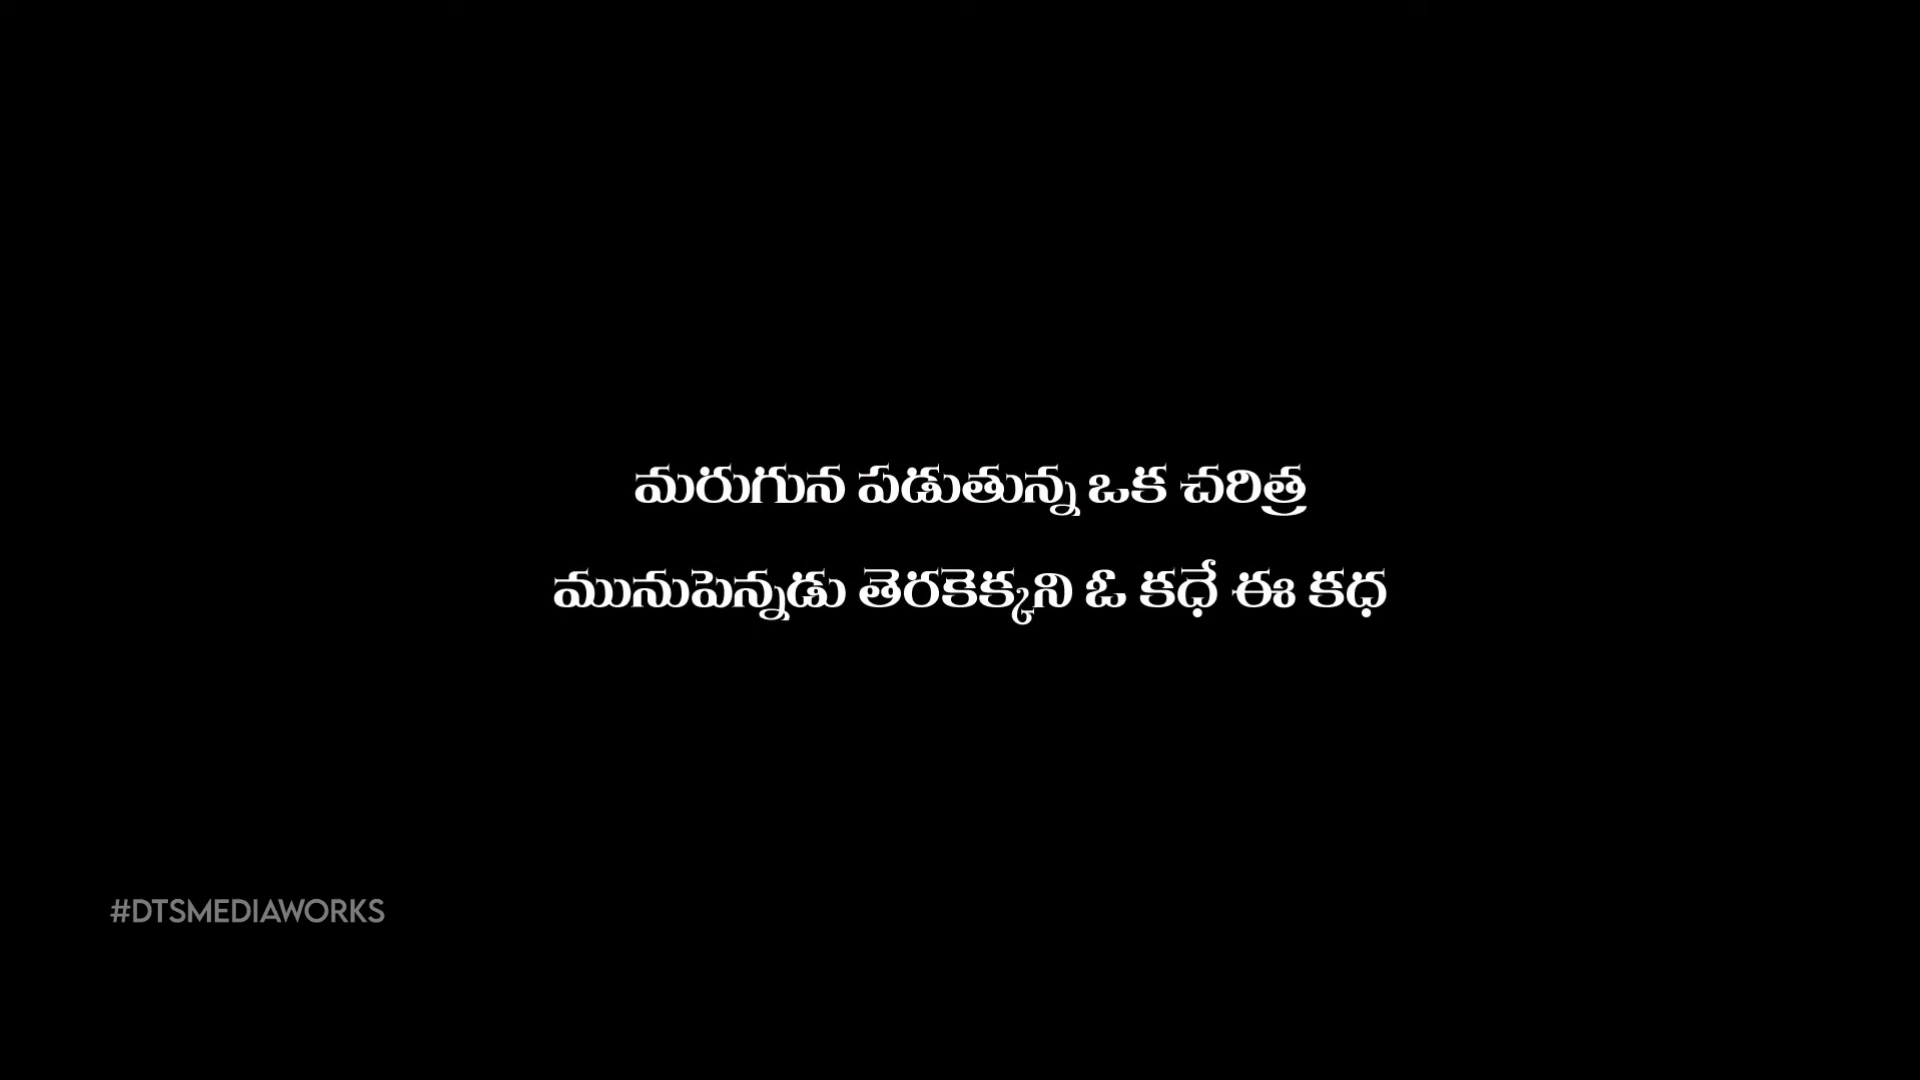 మరుగున పడుతున్న ఒక చరిత్ర
మునుపెన్నడు తెరకెక్కని ఓ కధే ఈ కధ
#DTSMEDIAWORKS